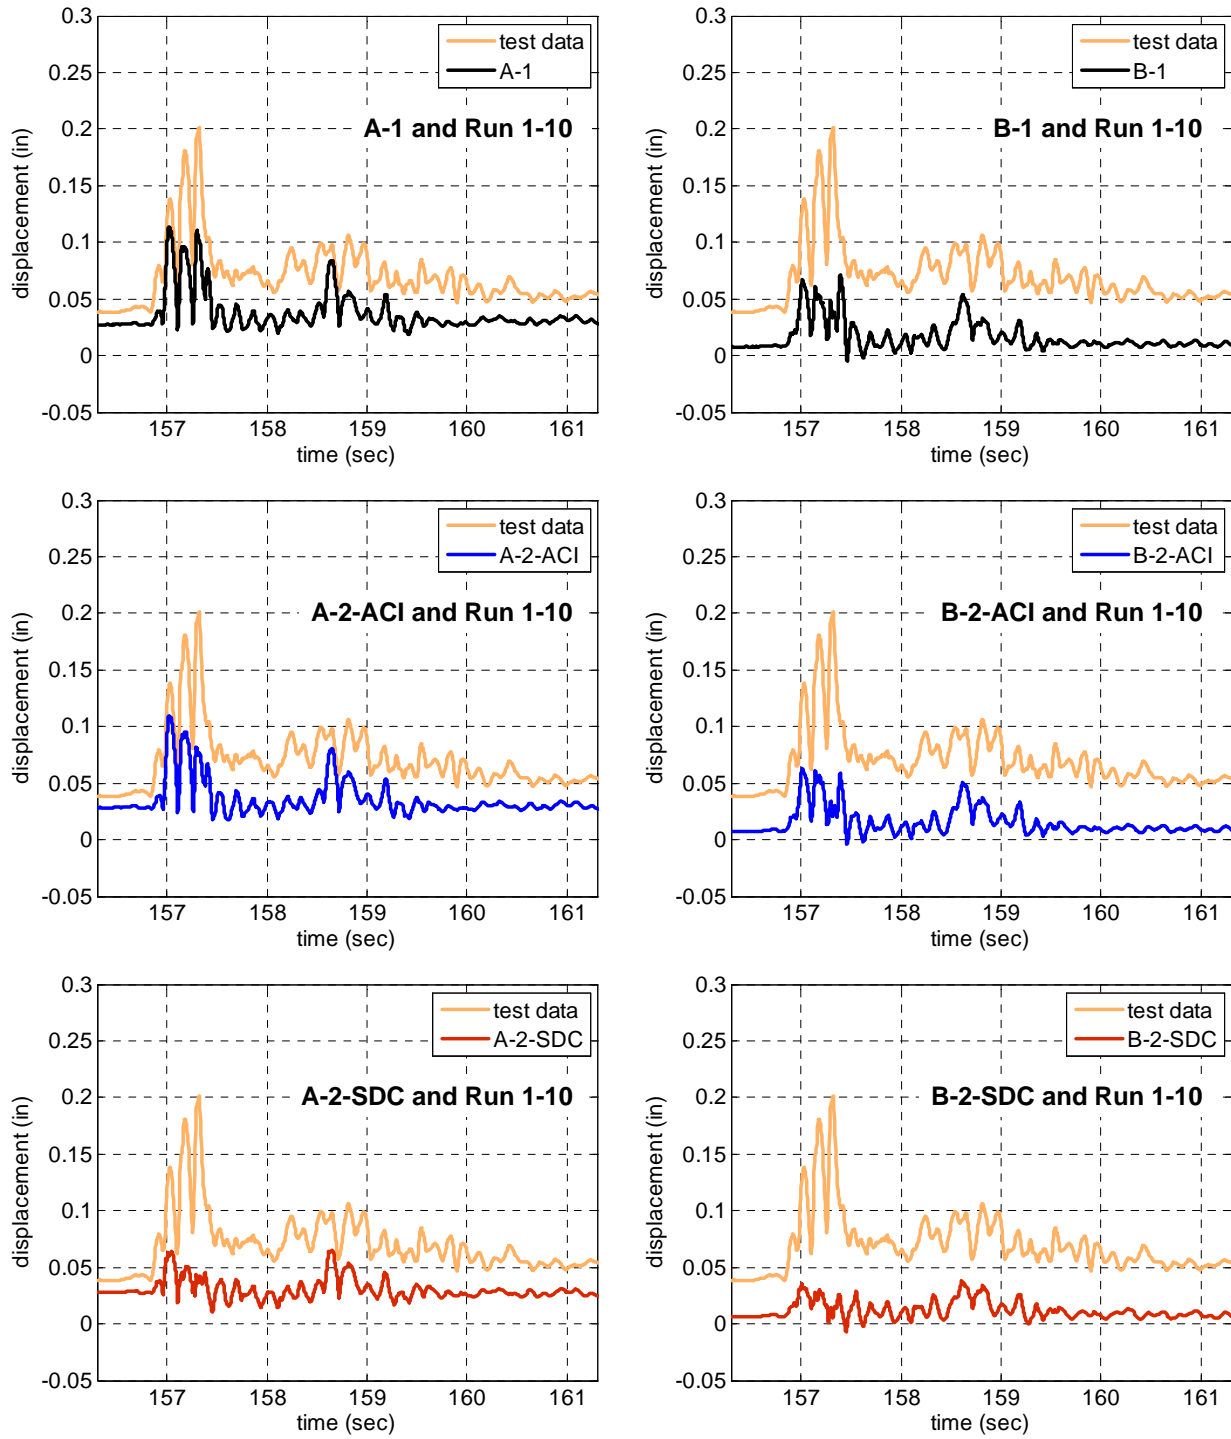 0.3
0.25
0.2
0.15
0.1
0.05
0
-0.05
displacement (in)
test data
A-1
A-1 and Run 1-10
157 158 159 160 161
time (sec)
0.3
0.25
0.2
0.15
0.1
0.05
0
-0.05
displacement (in)
test data
B-1
B-1 and Run 1-10
157 158 159 160 161
time (sec)
0.3
0.25
0.2
0.15
0.1
0.05
0
-0.05
displacement (in)
test data
A-2-ACI
A-2-ACI and Run 1-10
157 158 159 160 161
time (sec)
0.3
0.25
0.2
0.15
0.1
0.05
0
-0.05
displacement (in)
test data
B-2-ACI
B-2-ACI and Run 1-10
157 158 159 160 161
time (sec)
0.3
0.25
0.2
0.15
0.1
0.05
0
-0.05
displacement (in)
test data
A-2-SDC
A-2-SDC and Run 1-10
157 158 159 160 161
time (sec)
0.3
0.25
0.2
0.15
0.1
0.05
0
-0.05
displacement (in)
test data
B-2-SDC
B-2-SDC and Run 1-10
157 158 159 160 161
time (sec)